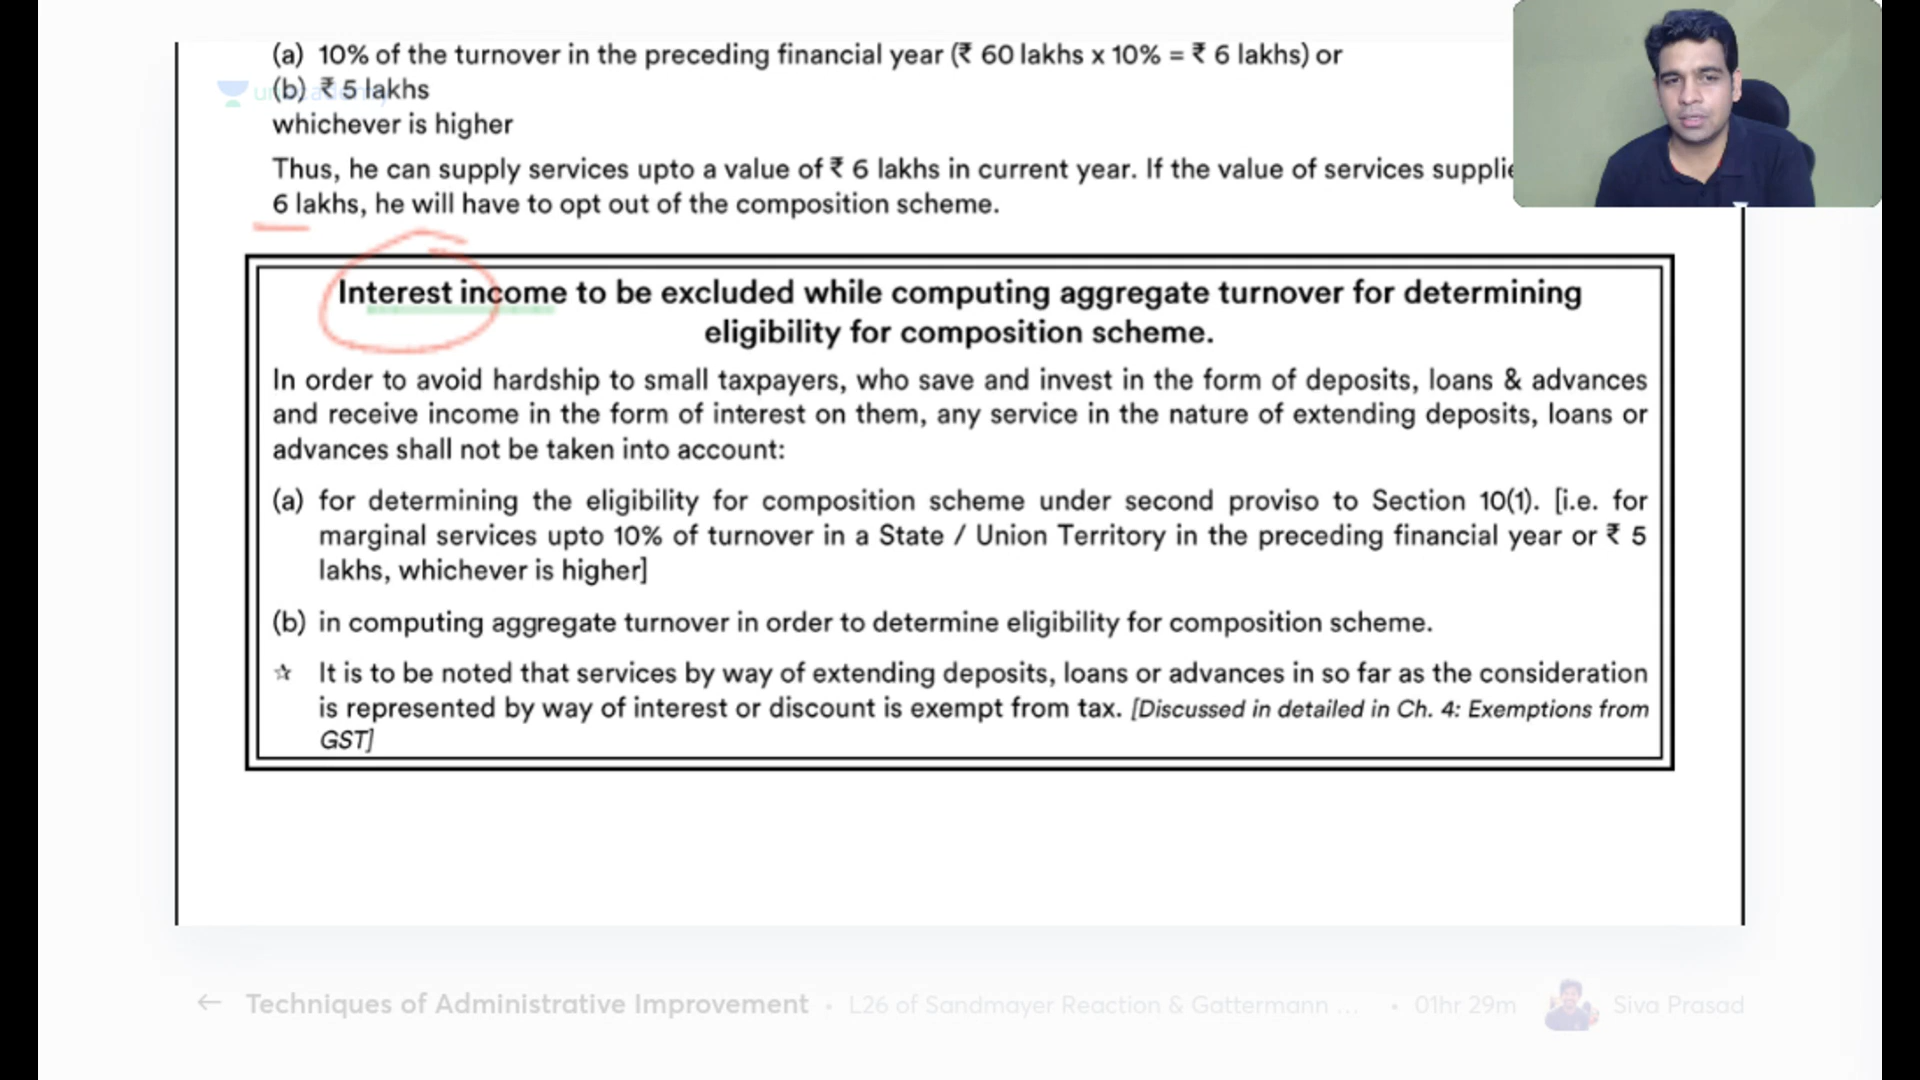 (a) 10% of the turnover in the preceding financial year (₹ 60 lakhs x 10% = ₹ 6 lakhs) or
(b) ₹ 5 lakhs
whichever is higher
Thus, he can supply services upto a value of ₹ 6 lakhs in current year. If the value of services
6 lakhs, he will have to opt out of the composition scheme.
Interest income to be excluded while computing aggregate turnover for determining
eligibility for composition scheme.
In order to avoid hardship to small taxpayers, who save and invest in the form of deposits, loans & advances
and receive income in the form of interest on them, any service in the nature of extending deposits, loans or
advances shall not be taken into account:
(a) for determining the eligibility for composition scheme under second proviso to Section 10(1). [i.e. for
marginal services upto 10% of turnover in a State / Union Territory in the preceding financial year or ₹ 5
lakhs, whichever is higher]
(b) in computing aggregate turnover in order to determine eligibility for composition scheme.
☆ It is to be noted that services by way of extending deposits, loans or advances in so far as the consideration
is represented by way of interest or discount is exempt from tax. [Discussed in detailed in Ch. 4: Exemptions from
GST]
← Techniques of Administrative Improvement • L26 of Sandmayer Reaction & Gattermann ... • 01hr 29m Siva Prasad